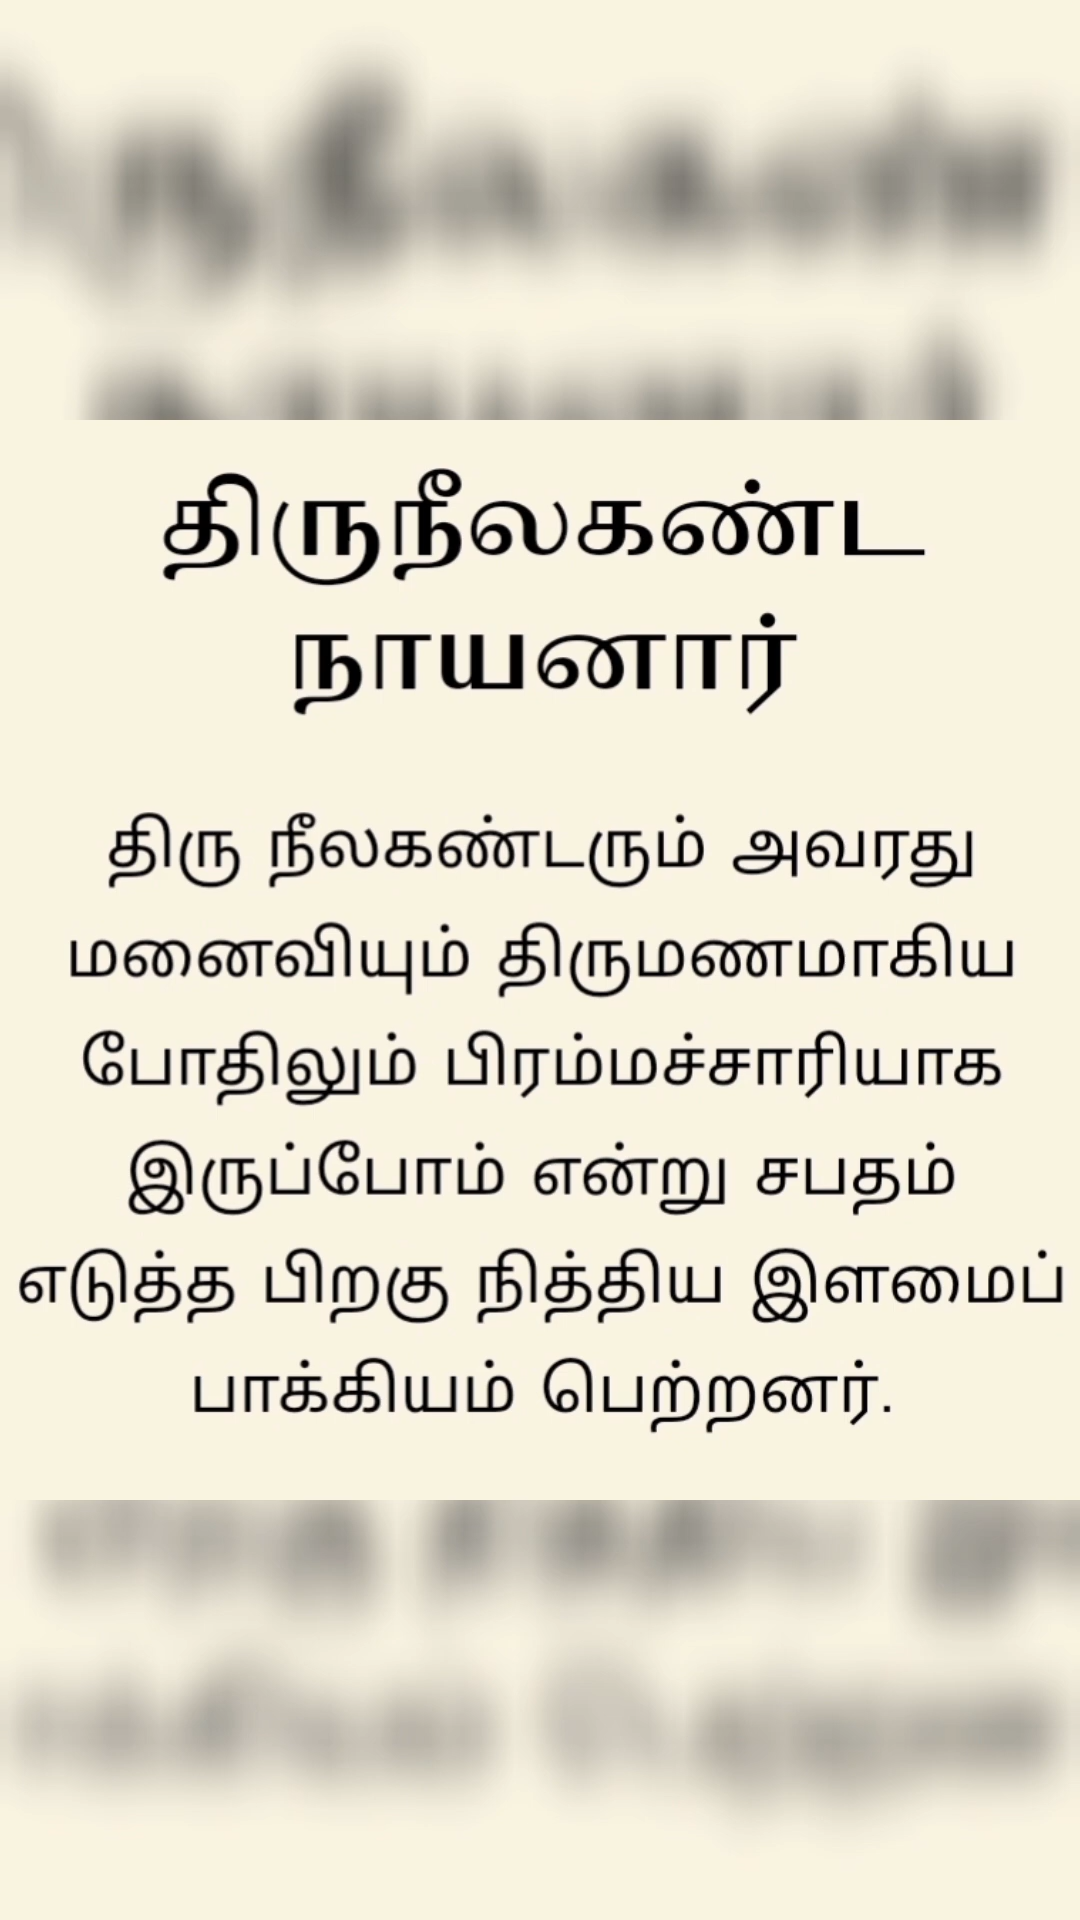 திருநீலகண்ட
நாயனார்
திரு நீலகண்டரும் அவரது
மனைவியும் திருமணமாகிய
போதிலும் பிரம்மச்சாரியாக
இருப்போம் என்று சபதம்
எடுத்த பிறகு நித்திய இளமைப்
பாக்கியம் பெற்றனர்.